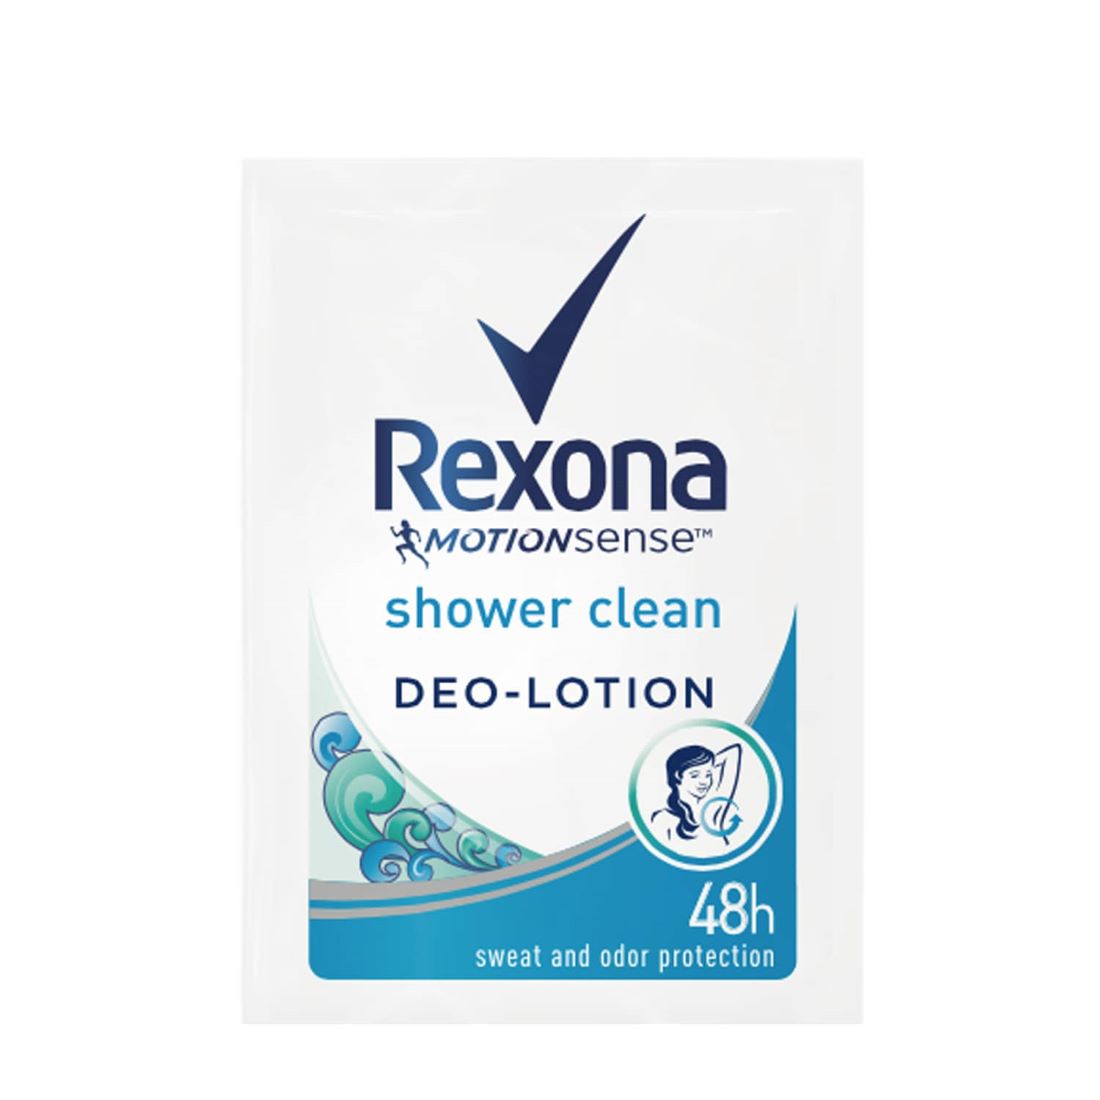 Rexona
MOTIONsense™
shower clean
DEO-LOTION
48h
sweat and odor protection